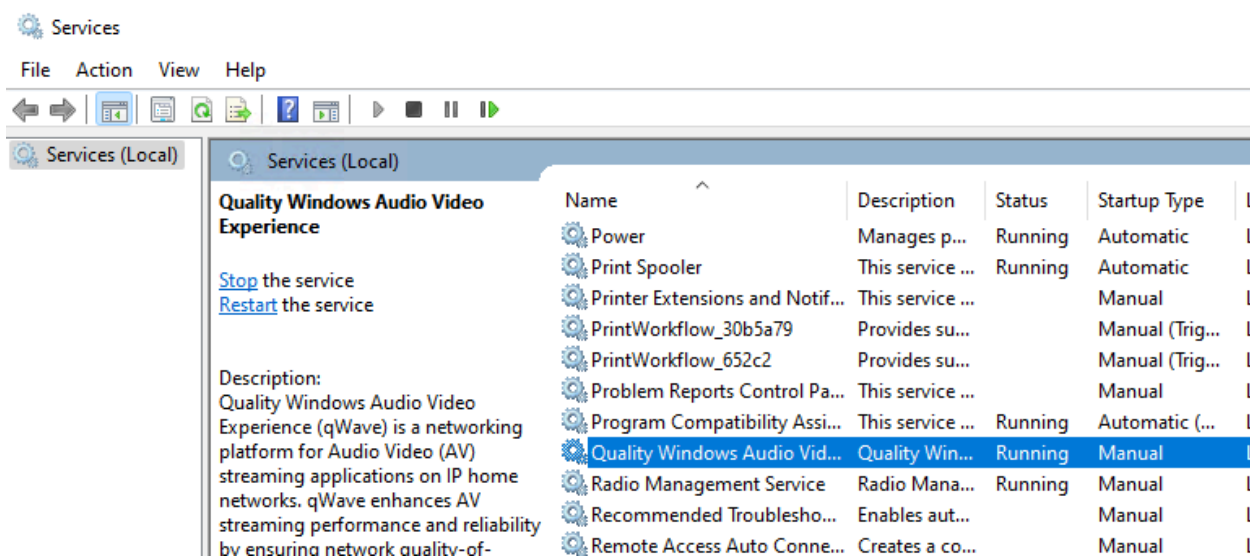 Services
File Action View Help
Services (Local)
Services (Local)
Quality Windows Audio Video
Experience
Stop the service
Restart the service
Description:
Quality Windows Audio Video
Experience (qWave) is a networking
platform for Audio Video (AV)
streaming applications on IP home
networks. qWave enhances AV
streaming performance and reliability
by ensuring network quality-of-
Name Description Status Startup Type
Power Manages p... Running Automatic
Print Spooler This service ... Running Automatic
Printer Extensions and Notif... This service ... Manual
PrintWorkflow_30b5a79 Provides su... Manual (Trig...
PrintWorkflow_652c2 Provides su... Manual (Trig...
Problem Reports Control Pa... This service ... Manual
Program Compatibility Assi... This service ... Running Automatic (...
Quality Windows Audio Vid... Quality Win... Running Manual
Radio Management Service Radio Mana... Running Manual
Recommended Troublesho... Enables aut... Manual
Remote Access Auto Conne... Creates a co... Manual